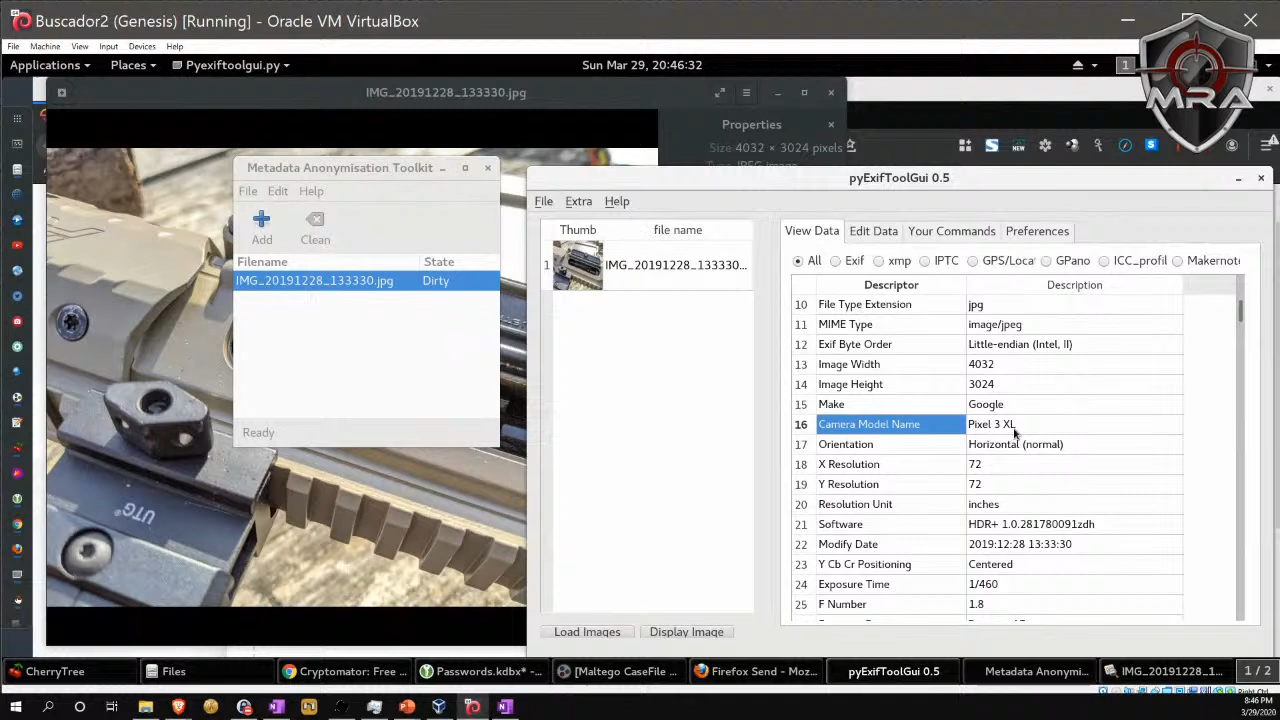 Buscador2 (Genesis) [Running] - Oracle VM VirtualBox
File Machine View Input Devices Help
Applications Places Pyexiftoolgui.py Sun Mar 29, 20:46:32 1
MRA
IMG_20191228_133330.jpg
Properties
Size 4032 × 3024 pixels
Metadata Anonymisation Toolkit
File Edit Help
Add Clean
Filename State
IMG_20191228_133330.jpg Dirty
Ready
UTG
pyExifToolGui 0.5
File Extra Help
Thumb file name
1 IMG_20191228_133330...
Load Images Display Image
View Data Edit Data Your Commands Preferences
All Exif xmp IPTC GPS/Loca GPano ICC_profil Makernot
Descriptor Description
10 File Type Extension jpg
11 MIME Type image/jpeg
12 Exif Byte Order Little-endian (Intel, II)
13 Image Width 4032
14 Image Height 3024
15 Make Google
16 Camera Model Name Pixel 3 XL
17 Orientation Horizontal (normal)
18 X Resolution 72
19 Y Resolution 72
20 Resolution Unit inches
21 Software HDR+ 1.0.281780091zdh
22 Modify Date 2019:12:28 13:33:30
23 Y Cb Cr Positioning Centered
24 Exposure Time 1/460
25 F Number 1.8
CherryTree Files Cryptomator: Free ... Passwords.kdbx* -... [Maltego CaseFile ... Firefox Send - Moz... pyExifToolGui 0.5 Metadata Anonymi... IMG_20191228_1... 1 / 2
Right Ctrl
8:46 PM
3/29/2020